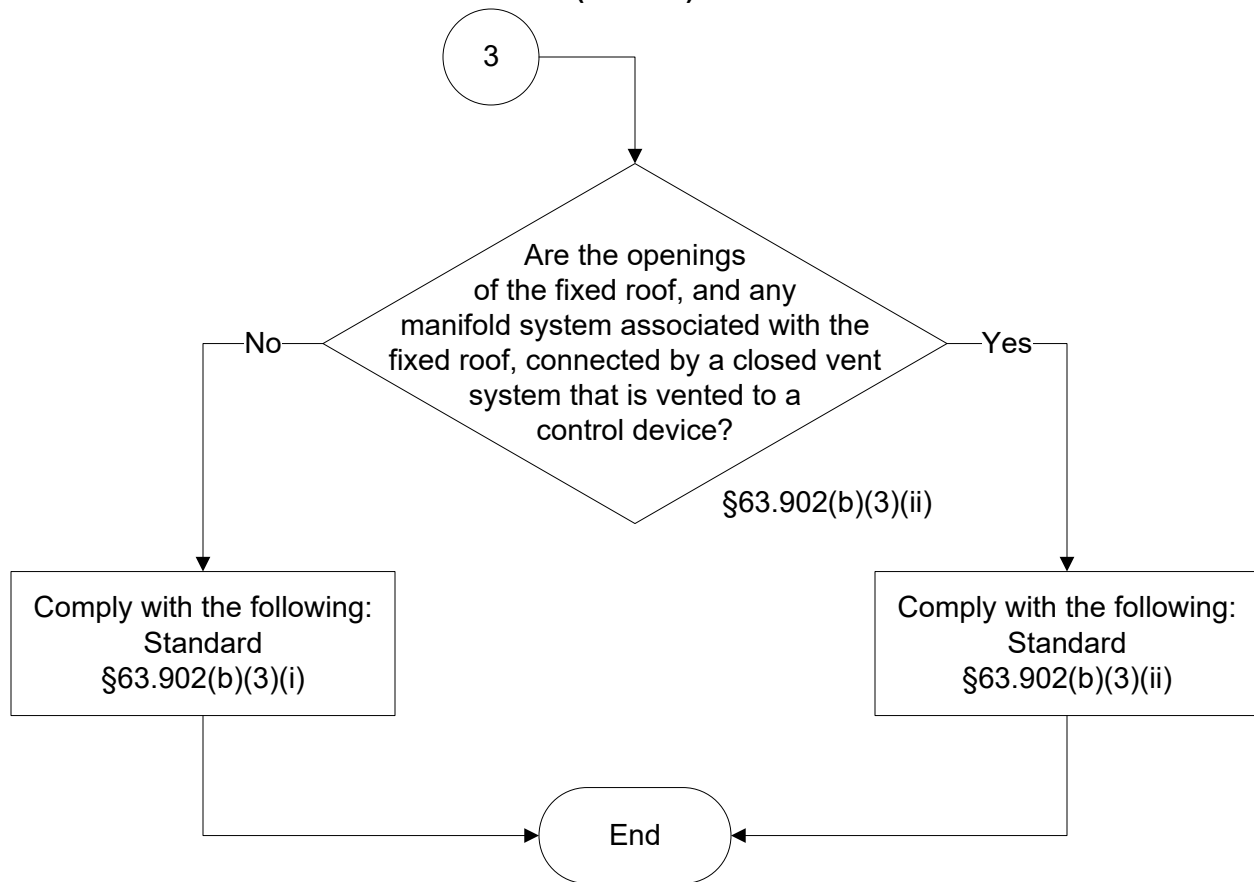 3
Are the openings
of the fixed roof, and any
manifold system associated with the
fixed roof, connected by a closed vent
system that is vented to a
control device?
No
Yes
§63.902(b)(3)(ii)
Comply with the following:
Standard
§63.902(b)(3)(i)
Comply with the following:
Standard
§63.902(b)(3)(ii)
End